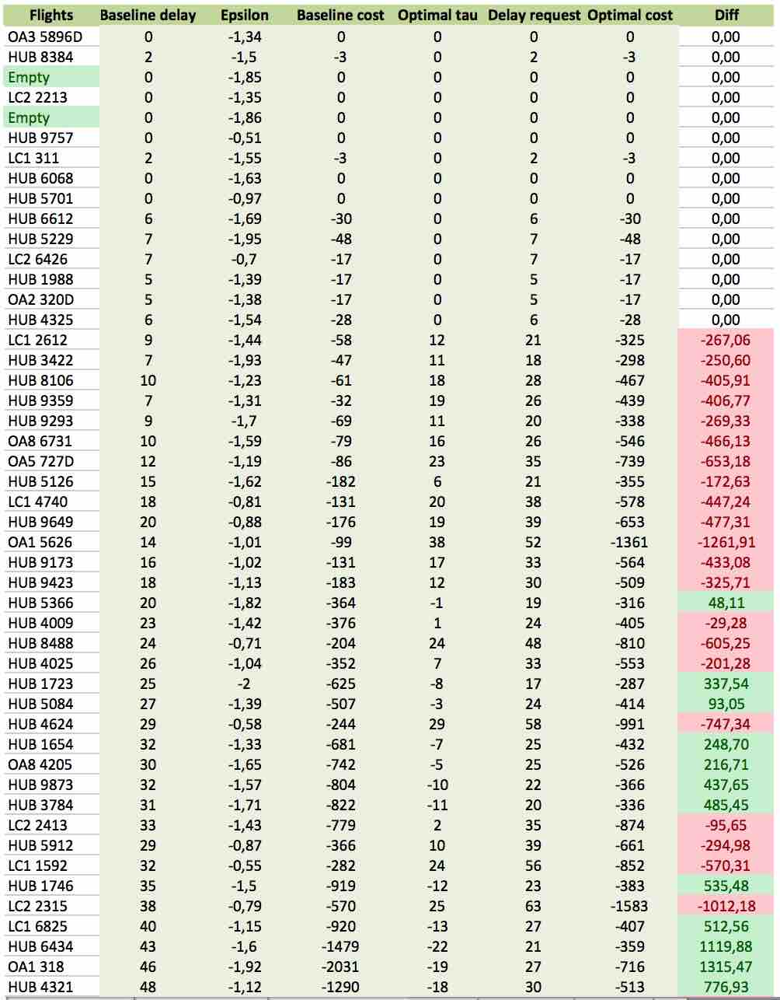 Flights Baseline delay Epsilon Baseline cost Optimal tau Delay request Optimal cost Diff
OA3 5896D 0 -1,34 0 0 0 0 0,00
HUB 8384 2 -1,5 -3 0 2 -3 0,00
Empty 0 -1,85 0 0 0 0 0,00
LC2 2213 0 -1,35 0 0 0 0 0,00
Empty 0 -1,86 0 0 0 0 0,00
HUB 9757 0 -0,51 0 0 0 0 0,00
LC1 311 2 -1,55 -3 0 2 -3 0,00
HUB 6068 0 -1,63 0 0 0 0 0,00
HUB 5701 0 -0,97 0 0 0 0 0,00
HUB 6612 6 -1,69 -30 0 6 -30 0,00
HUB 5229 7 -1,95 -48 0 7 -48 0,00
LC2 6426 7 -0,7 -17 0 7 -17 0,00
HUB 1988 5 -1,39 -17 0 5 -17 0,00
OA2 320D 5 -1,38 -17 0 5 -17 0,00
HUB 4325 6 -1,54 -28 0 6 -28 0,00
LC1 2612 9 -1,44 -58 12 21 -325 -267,06
HUB 3422 7 -1,93 -47 11 18 -298 -250,60
HUB 8106 10 -1,23 -61 18 28 -467 -405,91
HUB 9359 7 -1,31 -32 19 26 -439 -406,77
HUB 9293 9 -1,7 -69 11 20 -338 -269,33
OA8 6731 10 -1,59 -79 16 26 -546 -466,13
OA5 727D 12 -1,19 -86 23 35 -739 -653,18
HUB 5126 15 -1,62 -182 6 21 -355 -172,63
LC1 4740 18 -0,81 -131 20 38 -578 -447,24
HUB 9649 20 -0,88 -176 19 39 -653 -477,31
OA1 5626 14 -1,01 -99 38 52 -1361 -1261,91
HUB 9173 16 -1,02 -131 17 33 -564 -433,08
HUB 9423 18 -1,13 -183 12 30 -509 -325,71
HUB 5366 20 -1,82 -364 -1 19 -316 48,11
HUB 4009 23 -1,42 -376 1 24 -405 -29,28
HUB 8488 24 -0,71 -204 24 48 -810 -605,25
HUB 4025 26 -1,04 -352 7 33 -553 -201,28
HUB 1723 25 -2 -625 -8 17 -287 337,54
HUB 5084 27 -1,39 -507 -3 24 -414 93,05
HUB 4624 29 -0,58 -244 29 58 -991 -747,34
HUB 1654 32 -1,33 -681 -7 25 -432 248,70
OA8 4205 30 -1,65 -742 -5 25 -526 216,71
HUB 9873 32 -1,57 -804 -10 22 -366 437,65
HUB 3784 31 -1,71 -822 -11 20 -336 485,45
LC2 2413 33 -1,43 -779 2 35 -874 -95,65
HUB 5912 29 -0,87 -366 10 39 -661 -294,98
LC1 1592 32 -0,55 -282 24 56 -852 -570,31
HUB 1746 35 -1,5 -919 -12 23 -383 535,48
LC2 2315 38 -0,79 -570 25 63 -1583 -1012,18
LC1 6825 40 -1,15 -920 -13 27 -407 512,56
HUB 6434 43 -1,6 -1479 -22 21 -359 1119,88
OA1 318 46 -1,92 -2031 -19 27 -716 1315,47
HUB 4321 48 -1,12 -1290 -18 30 -513 776,93